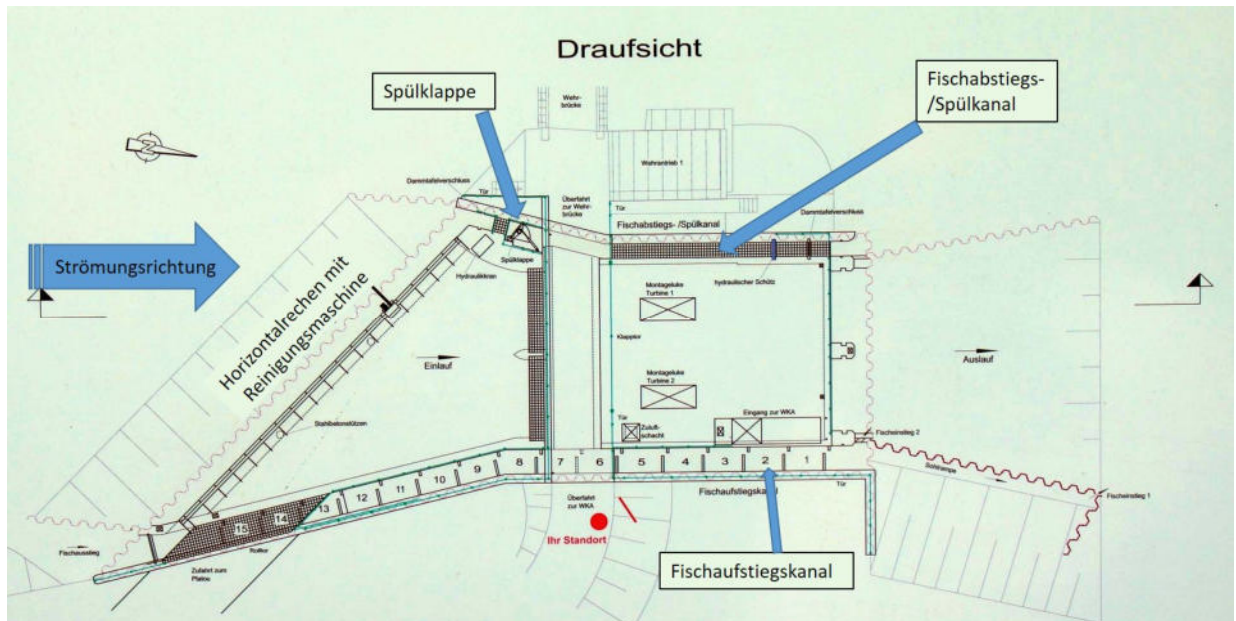 Draufsicht
Spülklappe
Fischabstiegs-
/Spülkanal
Wehr-
brücke
Wehrantrieb 1
Dammtafelverschluss
Tür
Überfahrt
zur Wehr-
brücke
Tür
Dammtafelverschluss
Fischabstiegs- /Spülkanal
Strömungsrichtung
Spülklappe
Hydraulikkran
hydraulischer Schütz
Horizontalrechen mit
Reinigungsmaschine
Montageluke
Turbine 1
Klapptor
Einlauf
Auslauf
Montageluke
Turbine 2
Stahlbetonstützen
Tür
Zuluft-
schacht
Eingang zur WKA
Fischeinstieg 2
Sohlrampe
Fischeinstieg 1
15 14 13 12 11 10 9 8 7 6 5 4 3 2 1
Fischaufstiegskanal
Tür
Überfahrt
zur WKA
Ihr Standort
Fischausstieg
Rolltor
Zufahrt zum
Plateau
Fischaufstiegskanal